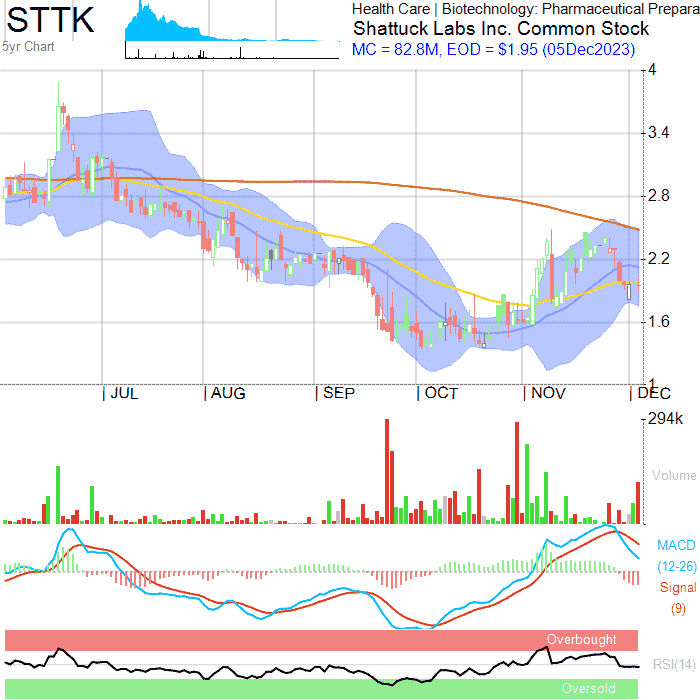 STTK
5yr Chart
Health Care | Biotechnology: Pharmaceutical Prepara
Shattuck Labs Inc. Common Stock
MC = 82.8M, EOD = $1.95 (05Dec2023)
4
3.4
2.8
2.2
1.6
1
| JUL | AUG | SEP | OCT | NOV | DEC
294k
Volume
MACD
(12-26)
Signal
(9)
Overbought
RSI(14)
Oversold